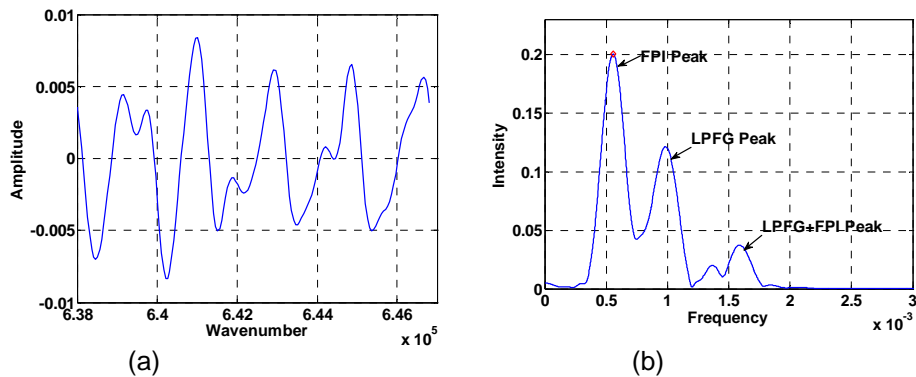 0.01
0.005
0
-0.005
-0.01
Amplitude
6.38 6.4 6.42 6.44 6.46
Wavenumber
x 10^5
(a)
0.2
0.15
0.1
0.05
0
Intensity
FPI Peak
LPFG Peak
LPFG+FPI Peak
0 0.5 1 1.5 2 2.5 3
Frequency
x 10^-3
(b)